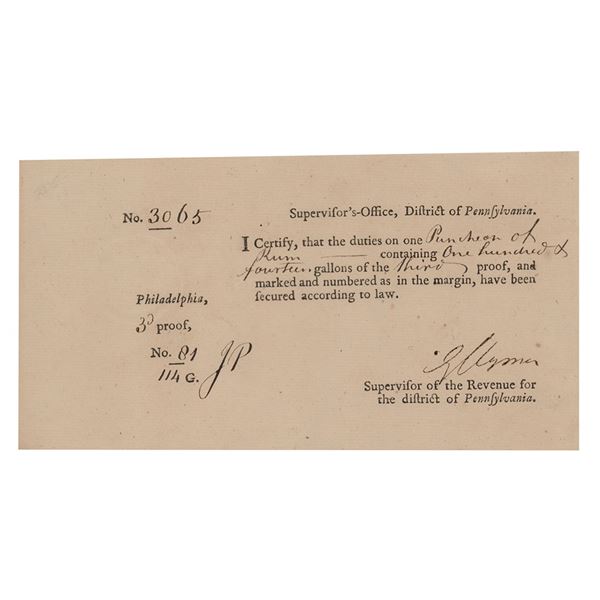 No. 3065
Superviſor's-Office, Diſtrict of Pennſylvania.
I Certify, that the duties on one Puncheon of
Rum —— containing One hundred &
fourteen gallons of the third proof, and
marked and numbered as in the margin, have been
ſecured according to law.
Philadelphia,
3d proof,
No. 81
114 G.
JP
G Clymer
Superviſor of the Revenue for
the diſtrict of Pennſylvania.